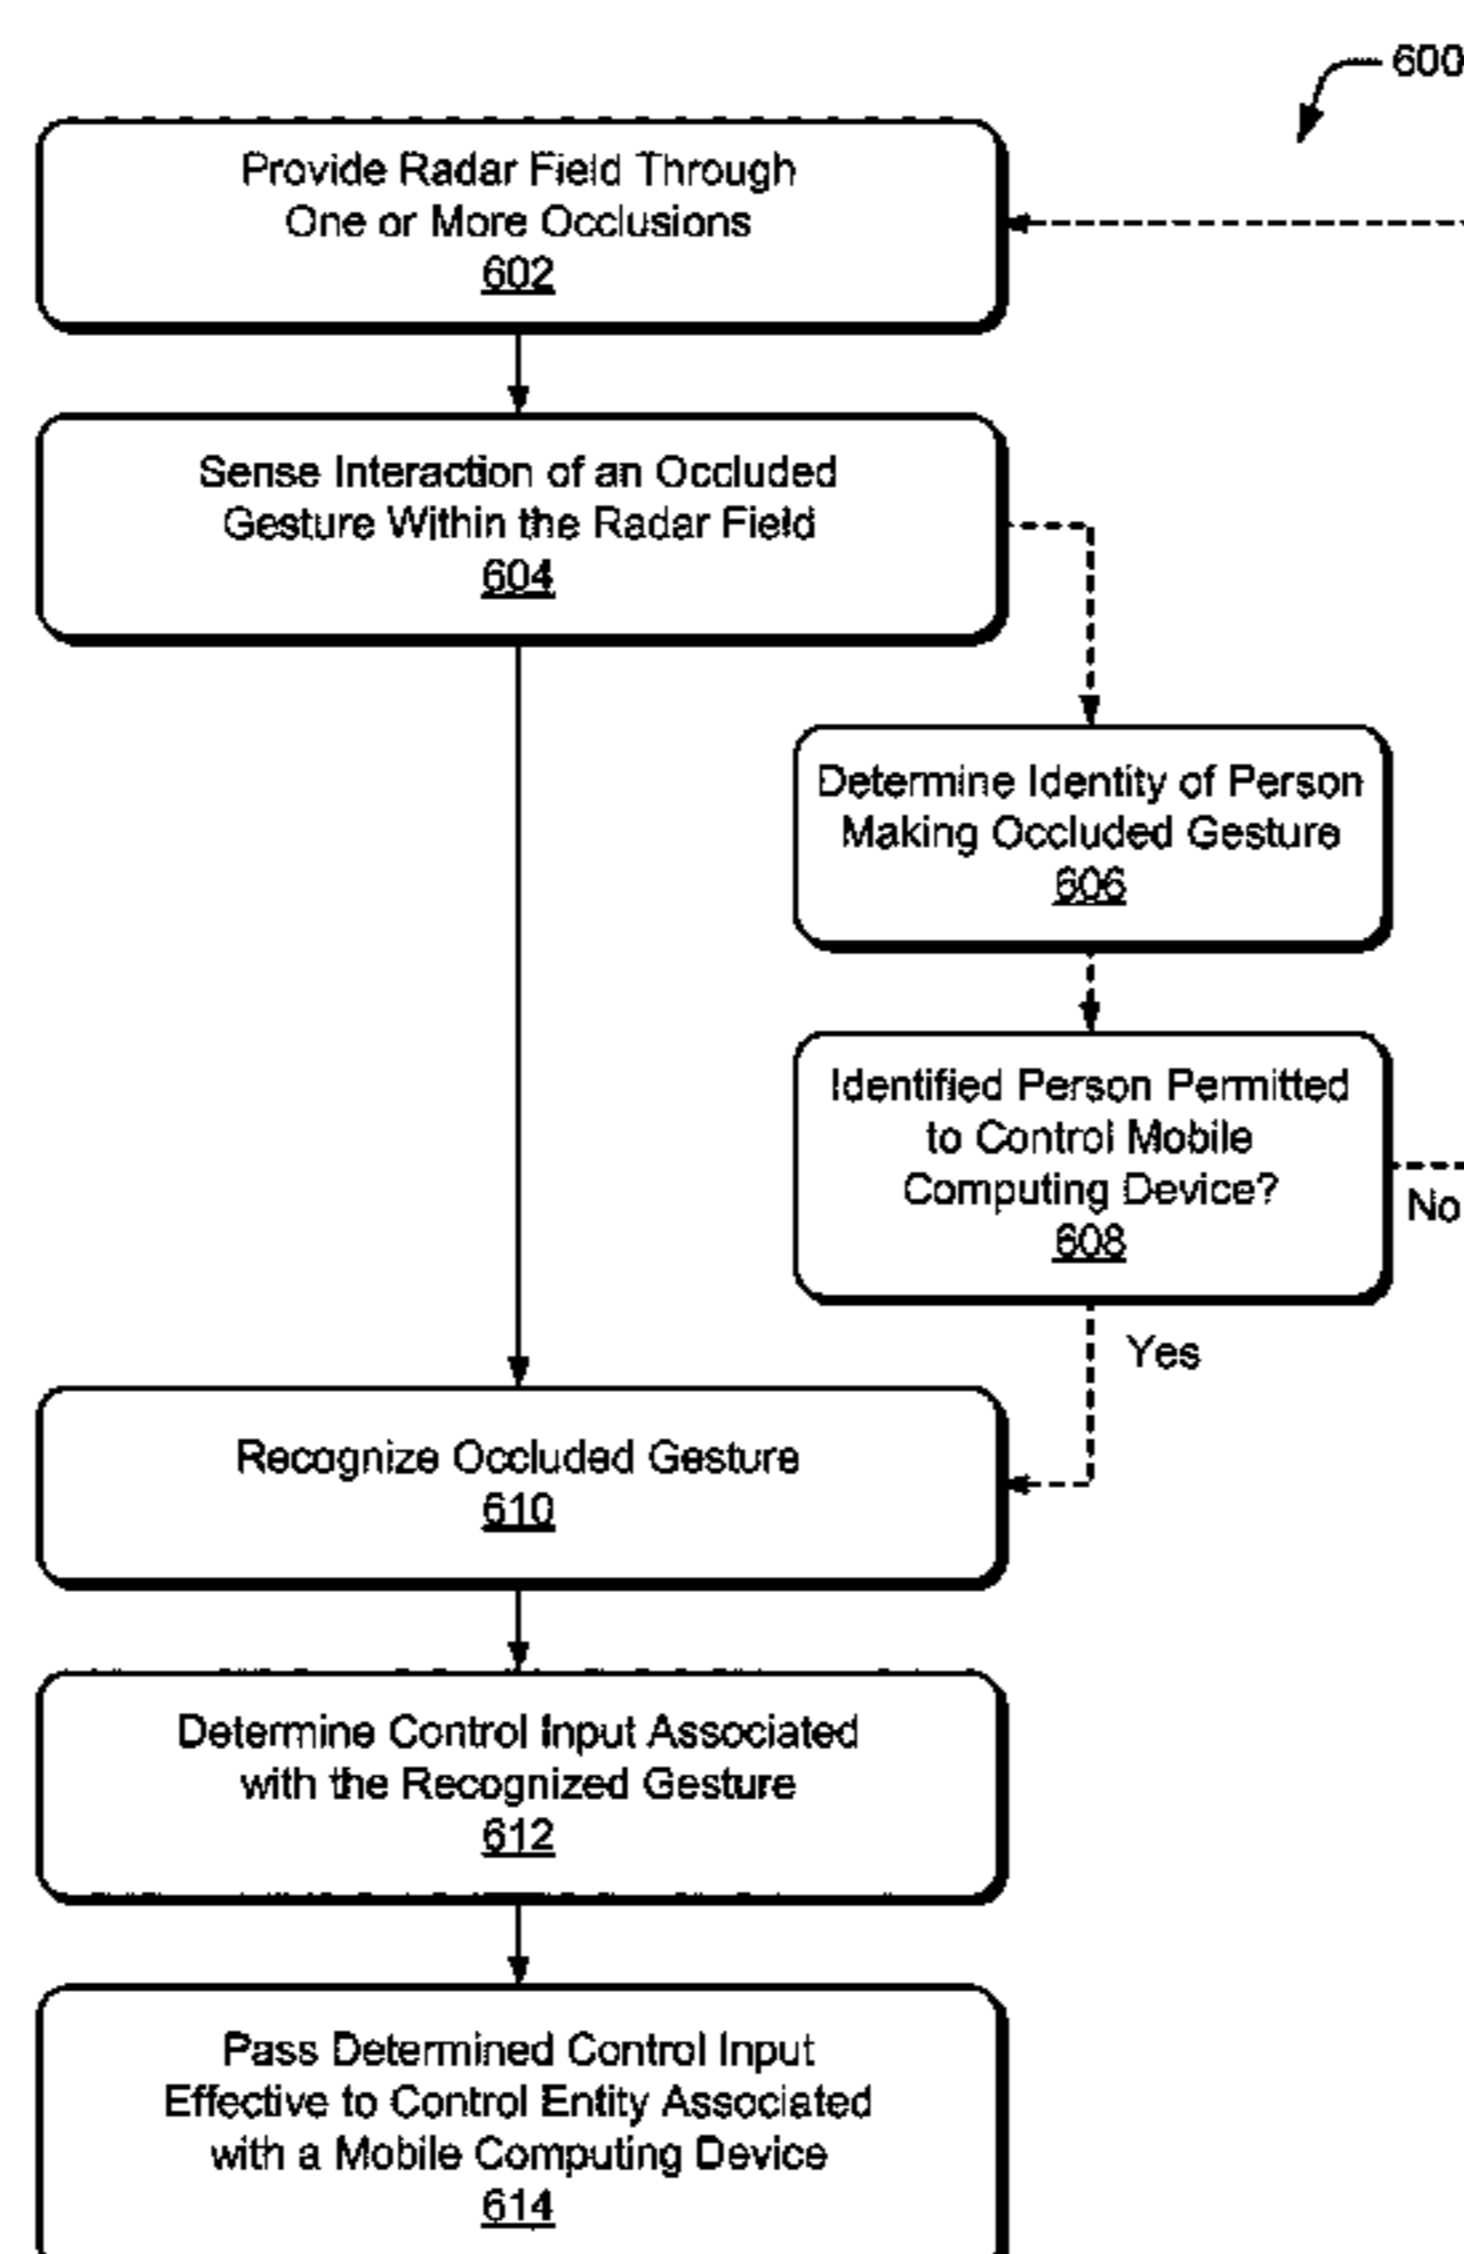 600
Provide Radar Field Through
One or More Occlusions
602
Sense Interaction of an Occluded
Gesture Within the Radar Field
604
Determine Identity of Person
Making Occluded Gesture
606
Identified Person Permitted
to Control Mobile
Computing Device?
608
No
Yes
Recognize Occluded Gesture
610
Determine Control Input Associated
with the Recognized Gesture
612
Pass Determined Control Input
Effective to Control Entity Associated
with a Mobile Computing Device
614